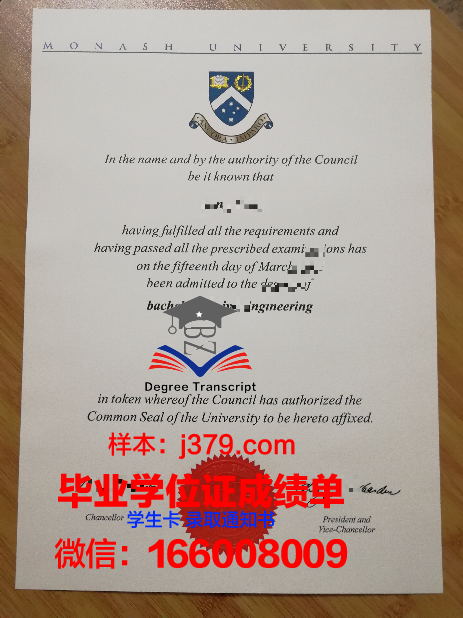 MONASH UNIVERSITY
ANCORA IMPARO
In the name and by the authority of the Council
be it known that
having fulfilled all the requirements and
having passed all the prescribed ions has
on the fifteenth day of March
been admitted to the
BZ
Degree Transcript
in token whereof the Council has authorized the
Common Seal of the University to be hereto affixed.
样本：j379.com
毕业学位证成绩单
Chancellor
学生卡 录取通知书
President and
Vice-Chancellor
微信：166008009